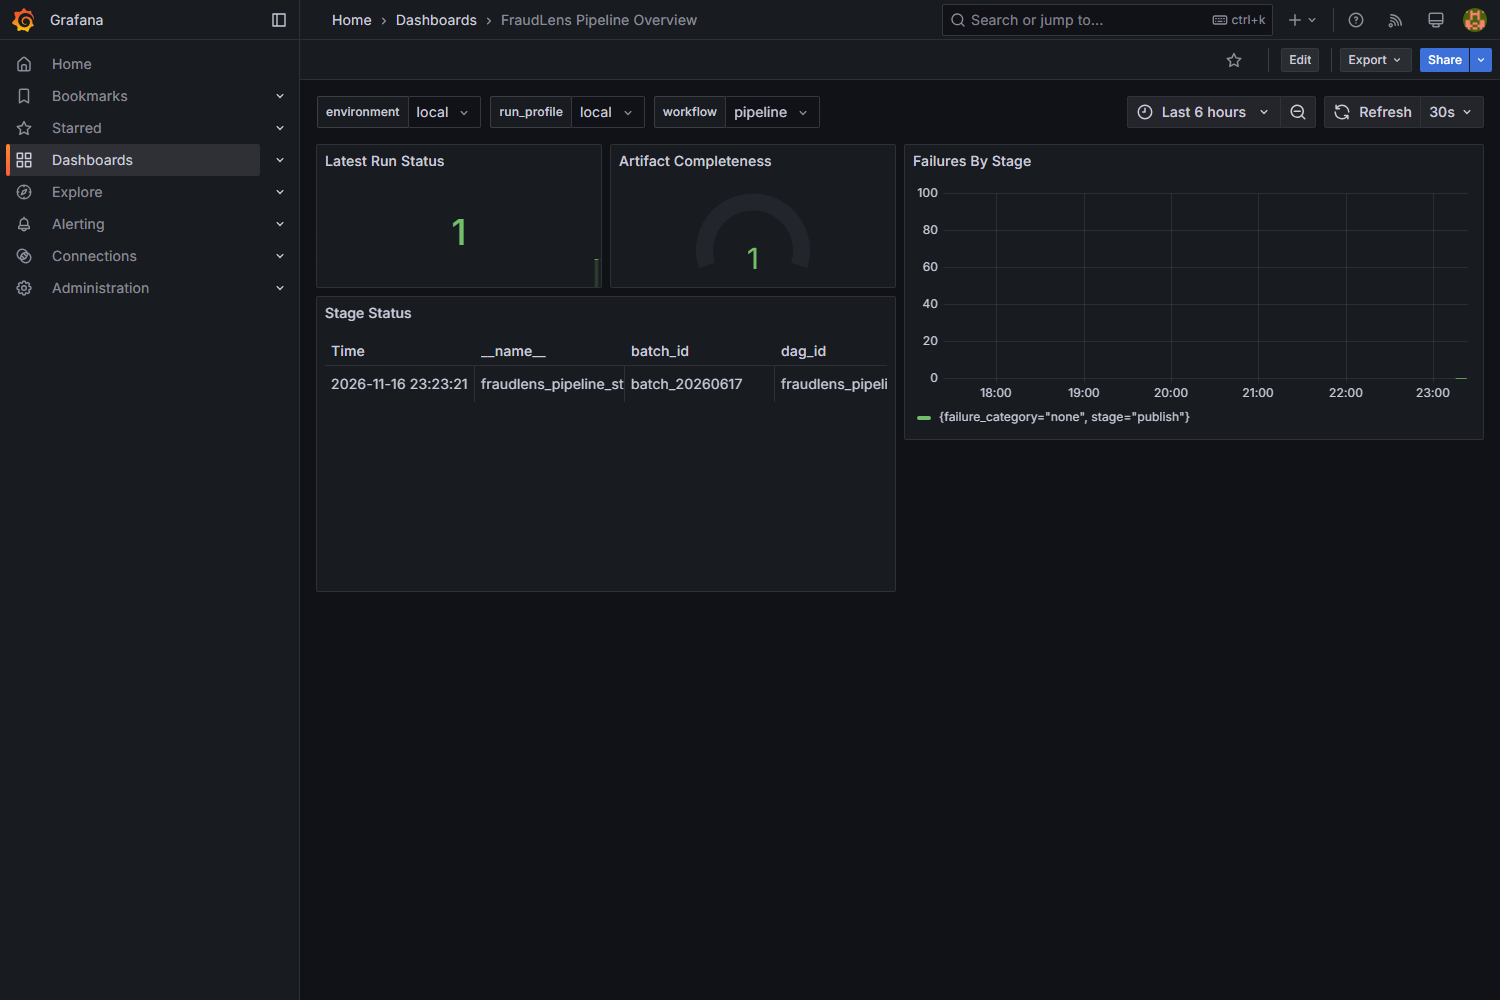 Grafana
Home › Dashboards › FraudLens Pipeline Overview
Search or jump to...
ctrl+k
Home
Bookmarks
Starred
Dashboards
Explore
Alerting
Connections
Administration
Edit
Export
Share
environment local
run_profile local
workflow pipeline
Last 6 hours
Refresh 30s
Latest Run Status
1
Artifact Completeness
1
Stage Status
Time __name__ batch_id dag_id
2026-11-16 23:23:21 fraudlens_pipeline_st batch_20260617 fraudlens_pipeli
Failures By Stage
100
80
60
40
20
0
18:00 19:00 20:00 21:00 22:00 23:00
{failure_category="none", stage="publish"}